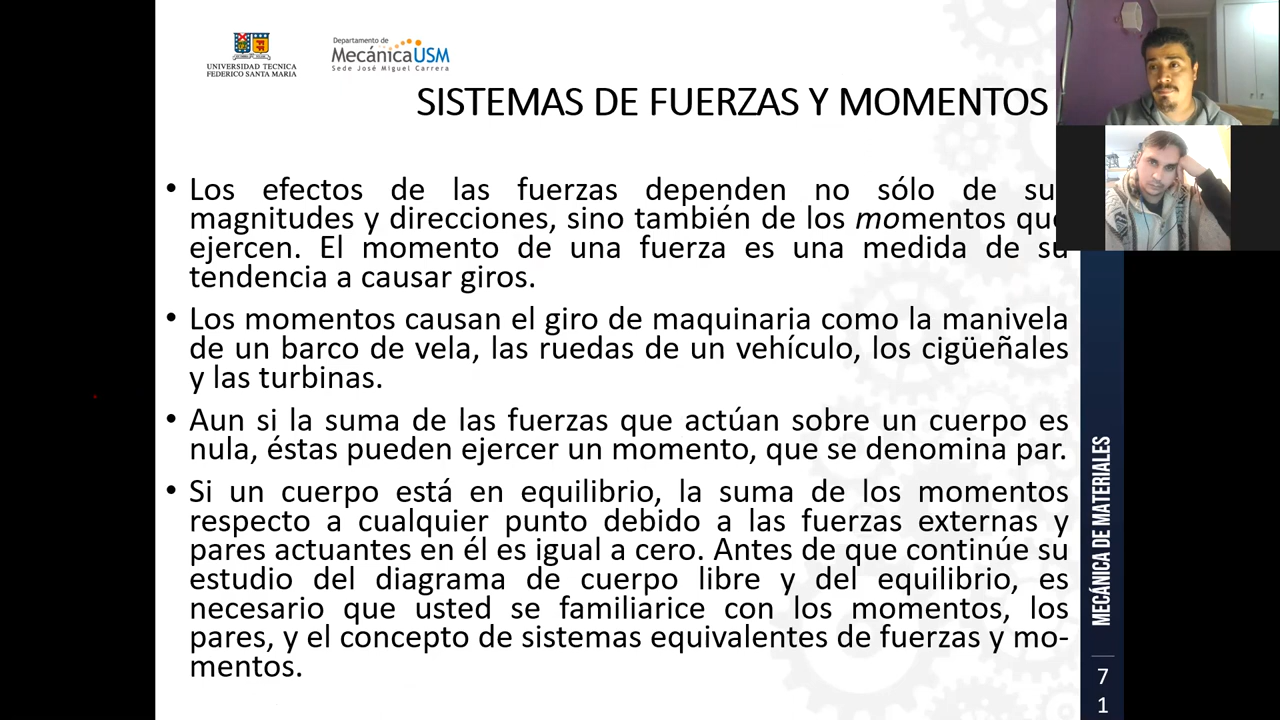 UNIVERSIDAD TECNICA
FEDERICO SANTA MARIA
Departamento de
MecánicaUSM
Sede José Miguel Carrera
SISTEMAS DE FUERZAS Y MOMENTOS
• Los efectos de las fuerzas dependen no sólo de su
magnitudes y direcciones, sino también de los momentos que
ejercen. El momento de una fuerza es una medida de su
tendencia a causar giros.
• Los momentos causan el giro de maquinaria como la manivela
de un barco de vela, las ruedas de un vehículo, los cigüeñales
y las turbinas.
• Aun si la suma de las fuerzas que actúan sobre un cuerpo es
nula, éstas pueden ejercer un momento, que se denomina par.
• Si un cuerpo está en equilibrio, la suma de los momentos
respecto a cualquier punto debido a las fuerzas externas y
pares actuantes en él es igual a cero. Antes de que continúe su
estudio del diagrama de cuerpo libre y del equilibrio, es
necesario que usted se familiarice con los momentos, los
pares, y el concepto de sistemas equivalentes de fuerzas y mo-
mentos.
MECÁNICA DE MATERIALES
7
1